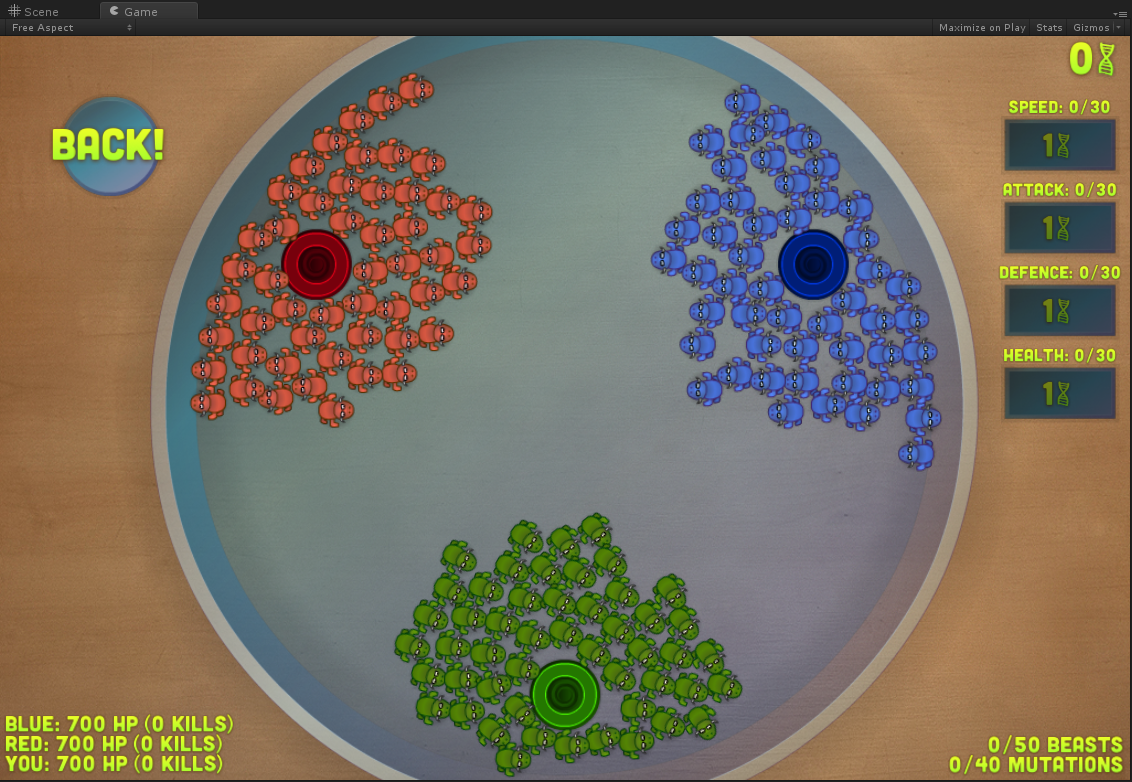 Scene Game
Free Aspect
Maximize on Play Stats Gizmos
0
BACK!
SPEED: 0/30
1
ATTACK: 0/30
1
DEFENCE: 0/30
1
HEALTH: 0/30
1
BLUE: 700 HP (0 KILLS)
RED: 700 HP (0 KILLS)
YOU: 700 HP (0 KILLS)
0/50 BEASTS
0/40 MUTATIONS